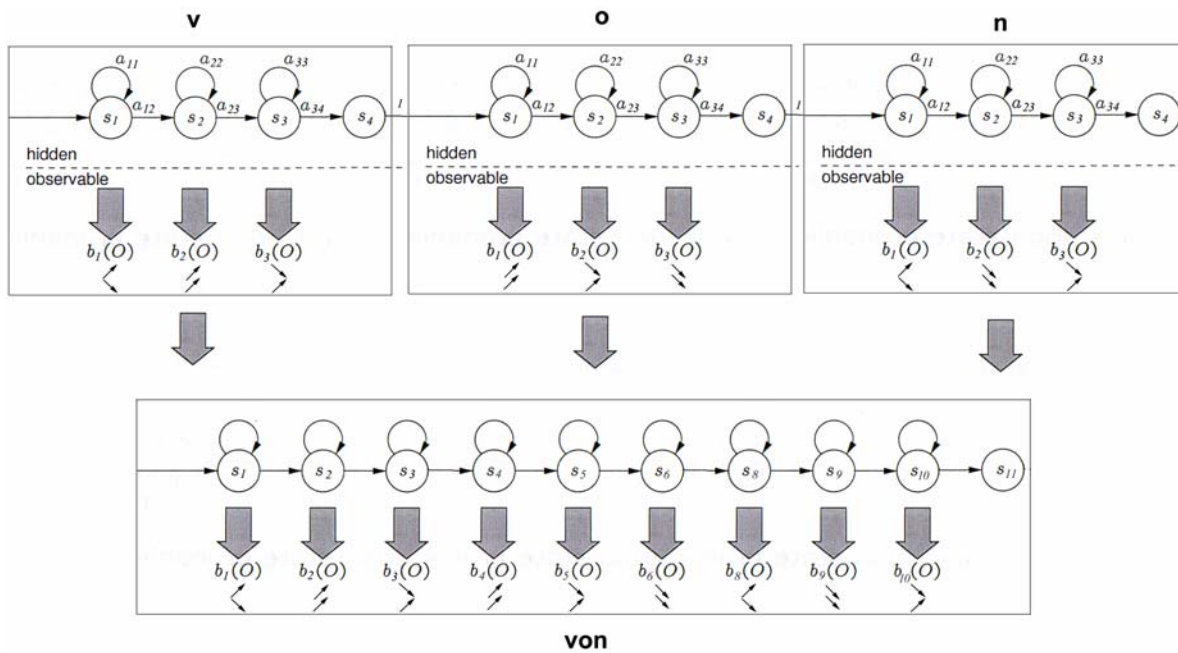 v o n
a11 a22 a33 a11 a22 a33 a11 a22 a33
s1 a12 s2 a23 s3 a34 s4 1 s1 a12 s2 a23 s3 a34 s4 1 s1 a12 s2 a23 s3 a34 s4
hidden hidden hidden
observable observable observable
b1(O) b2(O) b3(O) b1(O) b2(O) b3(O) b1(O) b2(O) b3(O)
s1 s2 s3 s4 s5 s6 s8 s9 s10 s11
b1(O) b2(O) b3(O) b4(O) b5(O) b6(O) b8(O) b9(O) b10(O)
von